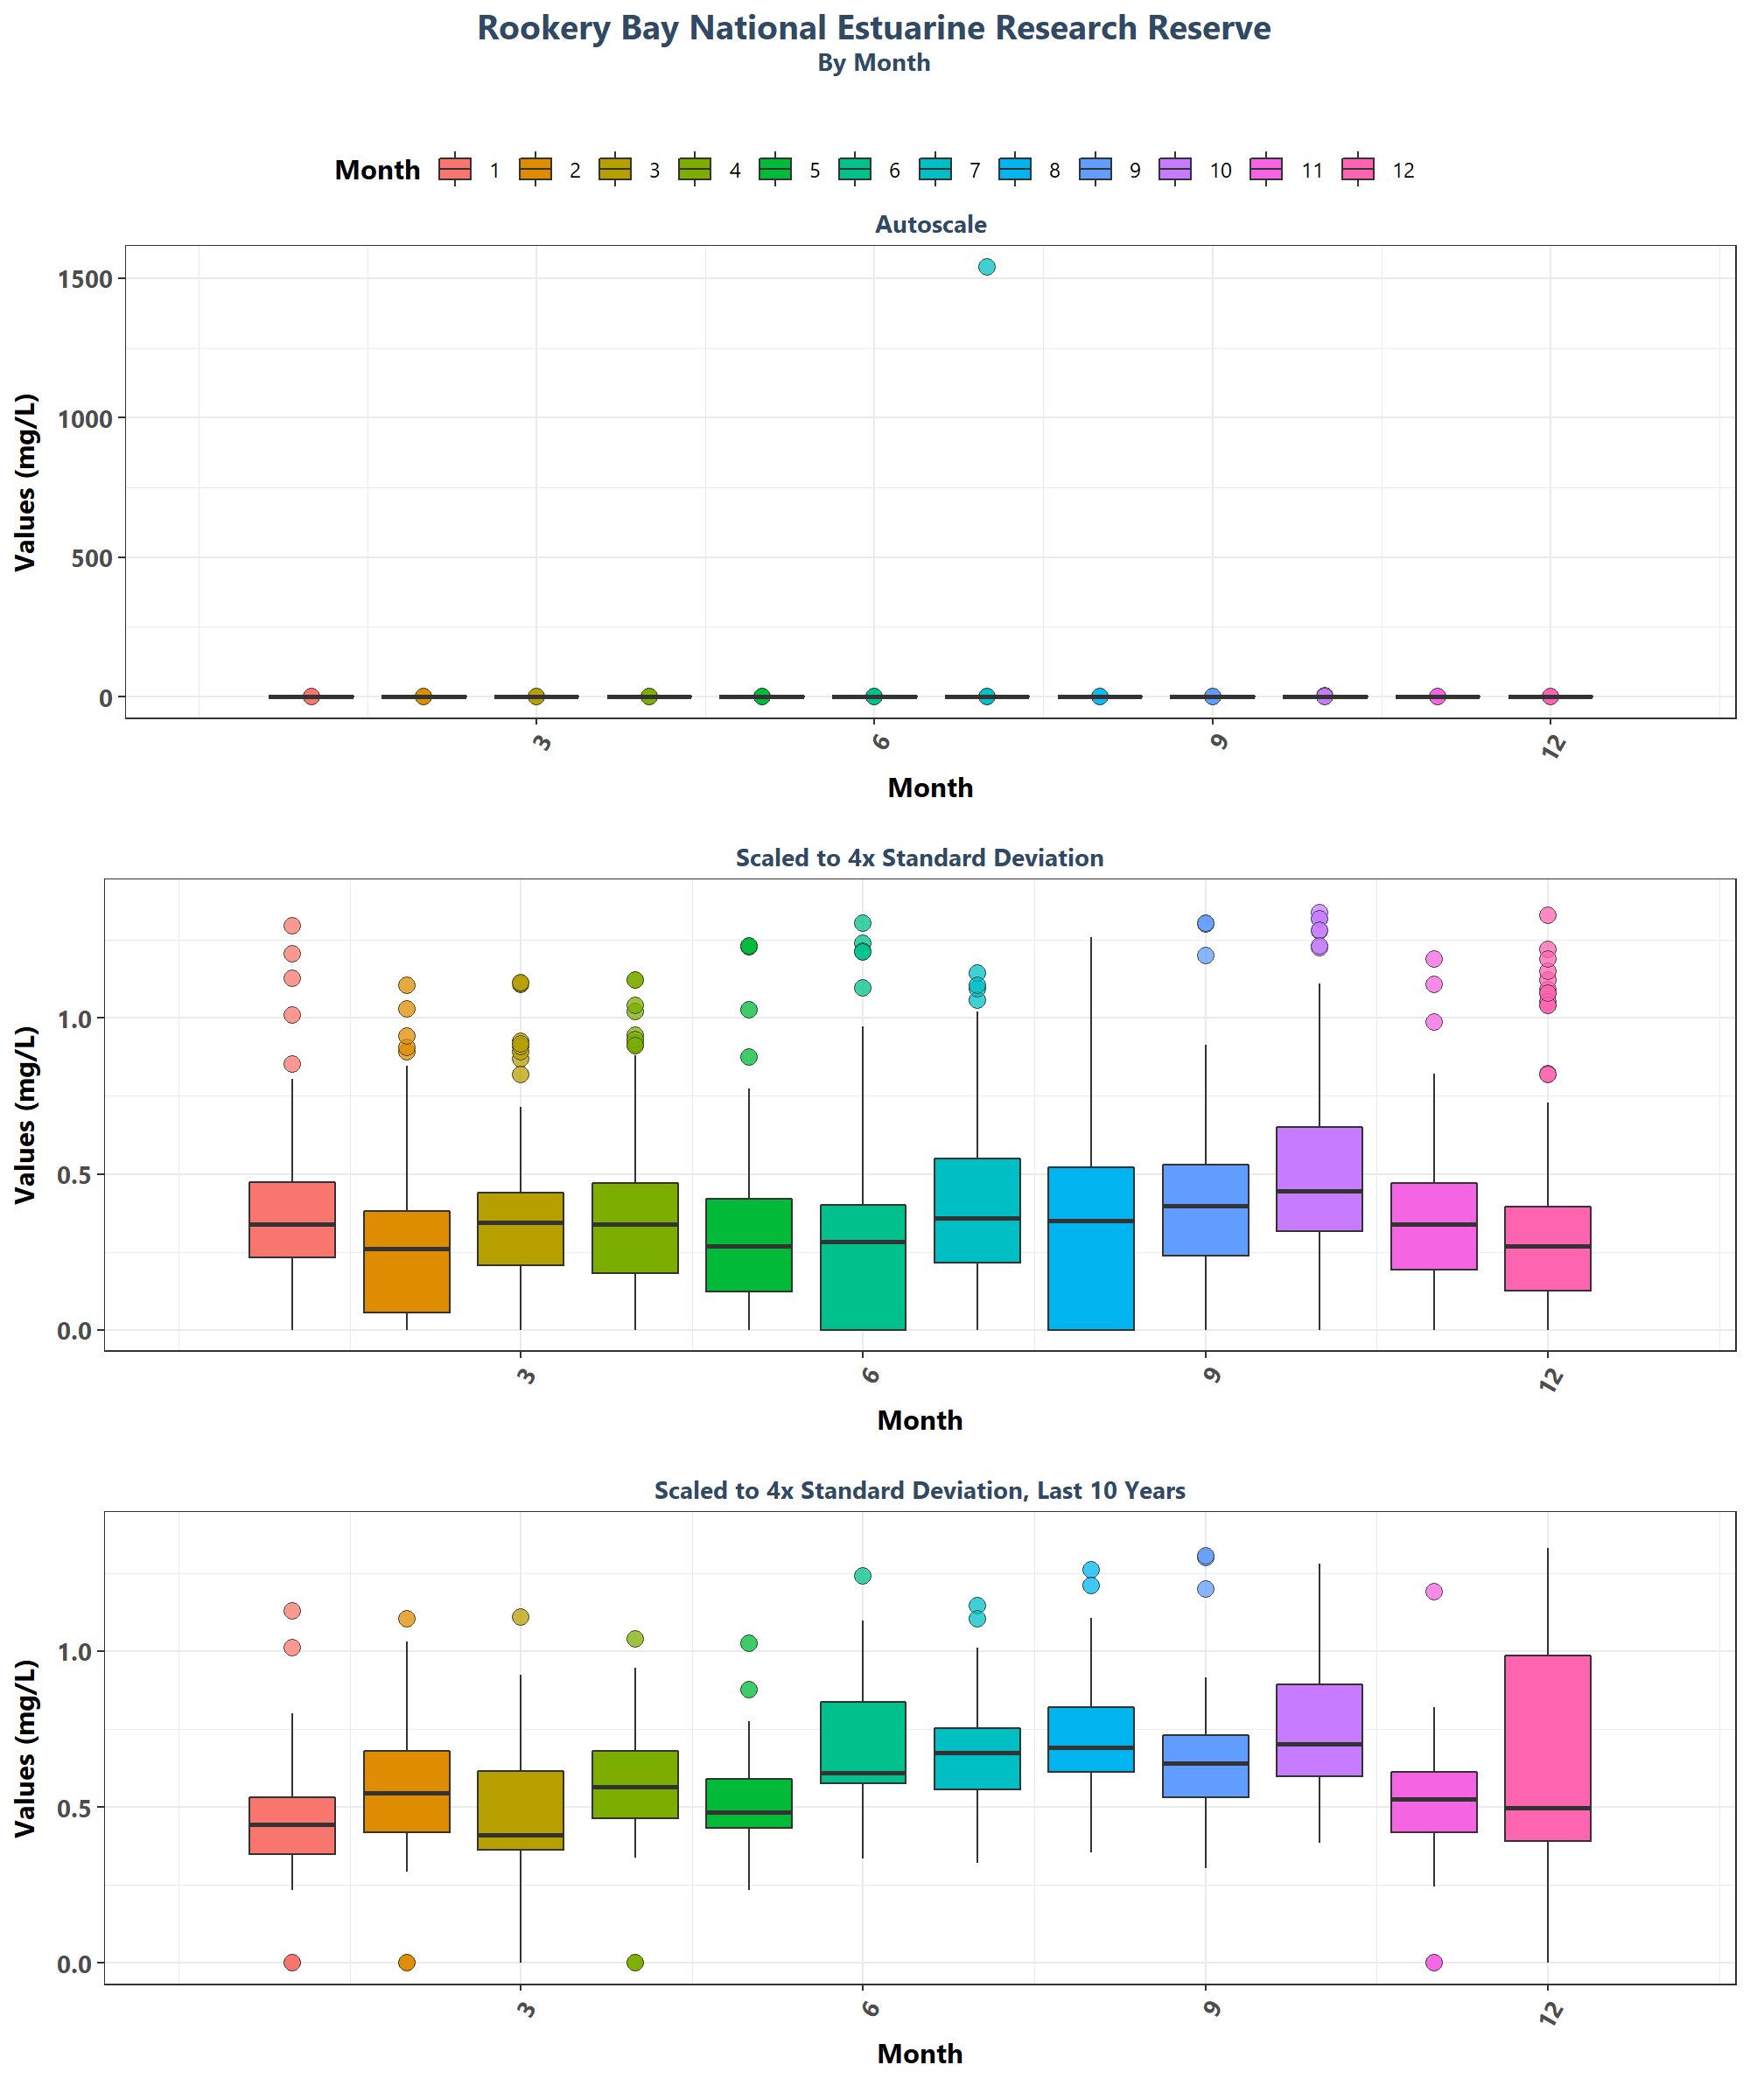 Rookery Bay National Estuarine Research Reserve
By Month
Month 1 2 3 4 5 6 7 8 9 10 11 12
Autoscale
Values (mg/L)
1500
1000
500
0
3 6 9 12
Month
Scaled to 4x Standard Deviation
Values (mg/L)
1.0
0.5
0.0
3 6 9 12
Month
Scaled to 4x Standard Deviation, Last 10 Years
Values (mg/L)
1.0
0.5
0.0
3 6 9 12
Month